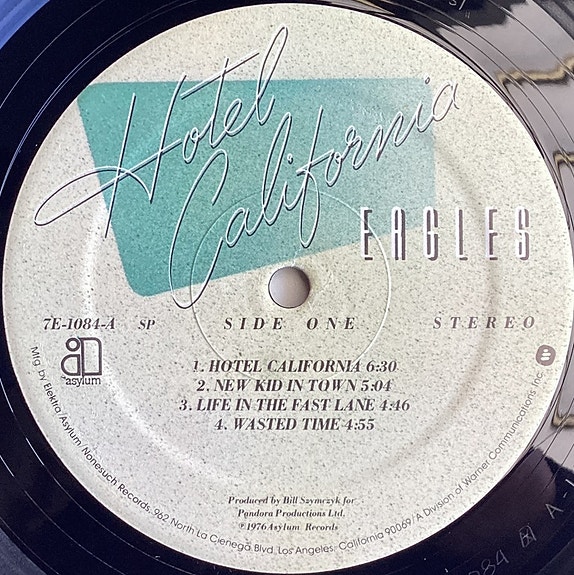 Hotel
California
EAGLES
7E-1084-A SP SIDE ONE STEREO
asylum
1. HOTEL CALIFORNIA 6:30
2. NEW KID IN TOWN 5:04
3. LIFE IN THE FAST LANE 4:46
4. WASTED TIME 4:55
Produced by Bill Szymczyk for
Pandora Productions Ltd.
℗ 1976 Asylum Records
Mfg. by Elektra/Asylum/Nonesuch Records, 962 North La Cienega Blvd., Los Angeles, California 90069/A Division of Warner Communications Inc.